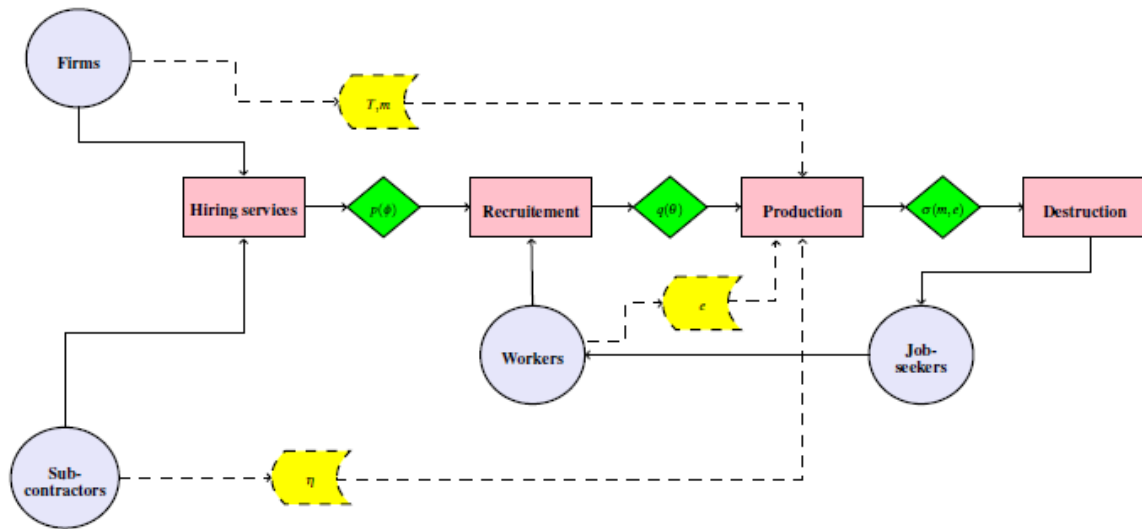 Firms
T,m
Hiring services
p(ϕ)
Recruitement
q(θ)
Production
σ(m,e)
Destruction
e
Workers
Job-
seekers
Sub-
contractors
η